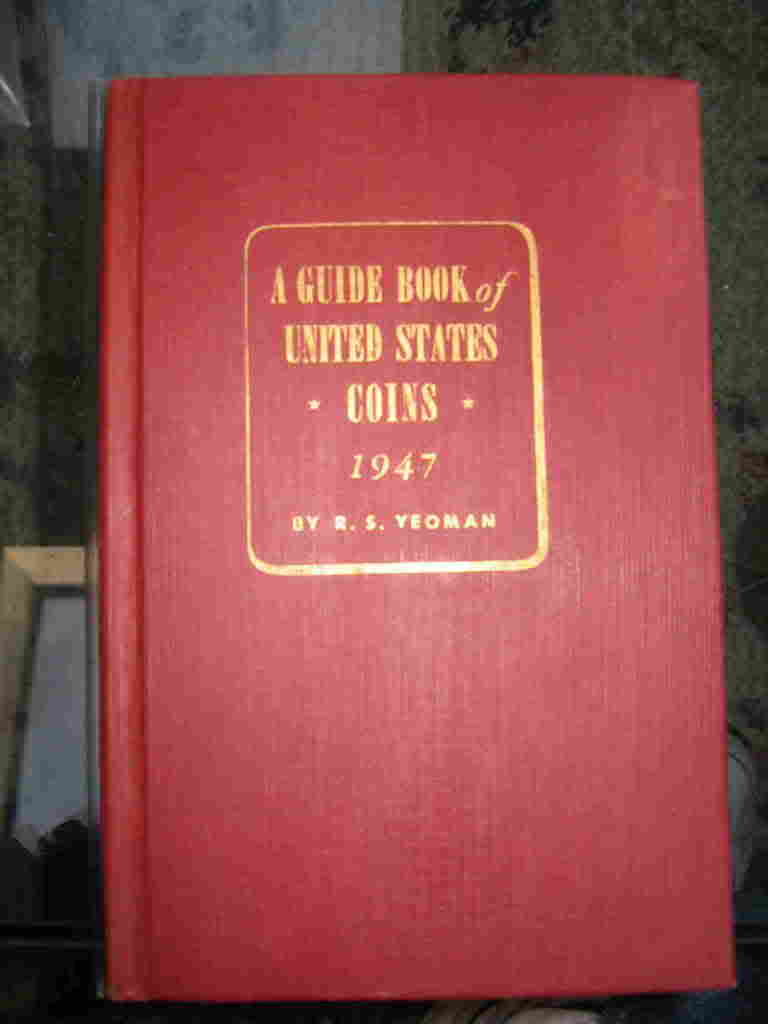 A GUIDE BOOK of
UNITED STATES
* COINS *
1947
BY R. S. YEOMAN